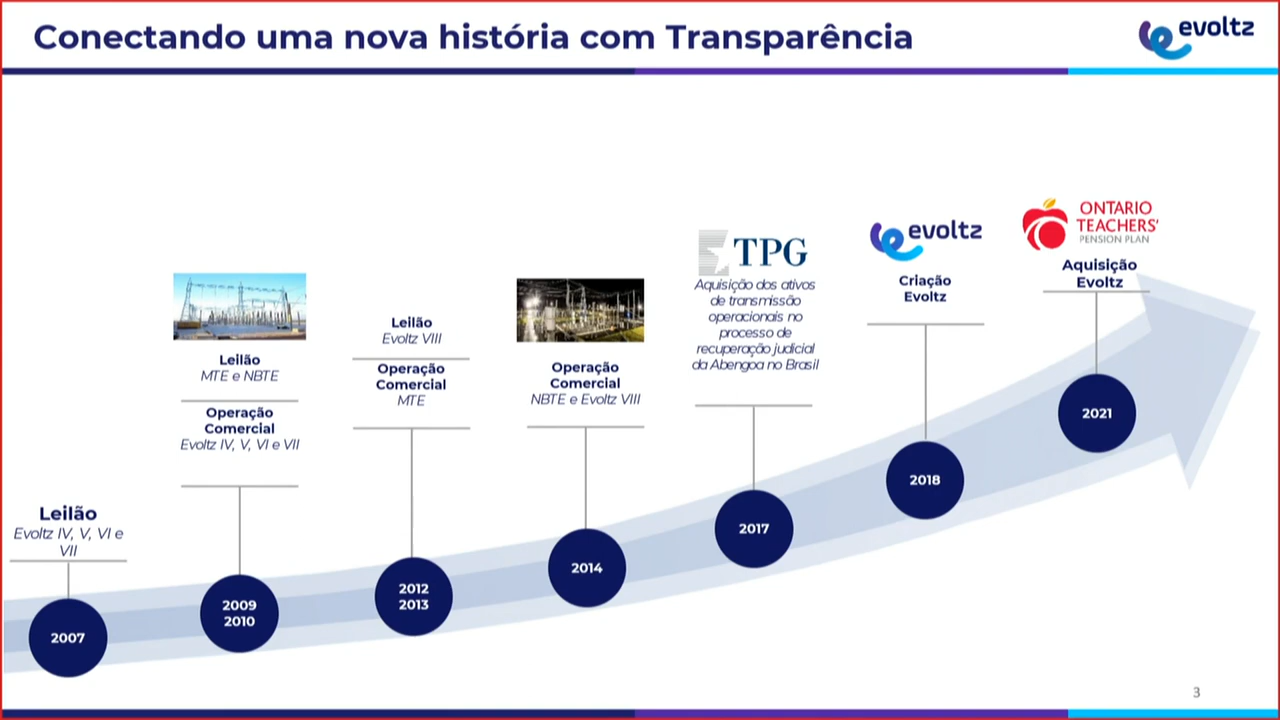 Conectando uma nova história com Transparência
evoltz
Leilão
Evoltz IV, V, VI e
VII
2007
Leilão
MTE e NBTE
Operação
Comercial
Evoltz IV, V, VI e VII
2009
2010
Leilão
Evoltz VIII
Operação
Comercial
MTE
2012
2013
Operação
Comercial
NBTE e Evoltz VIII
2014
TPG
Aquisição dos ativos
de transmissão
operacionais no
processo de
recuperação judicial
da Abengoa no Brasil
2017
evoltz
Criação
Evoltz
2018
ONTARIO
TEACHERS'
PENSION PLAN
Aquisição
Evoltz
2021
3